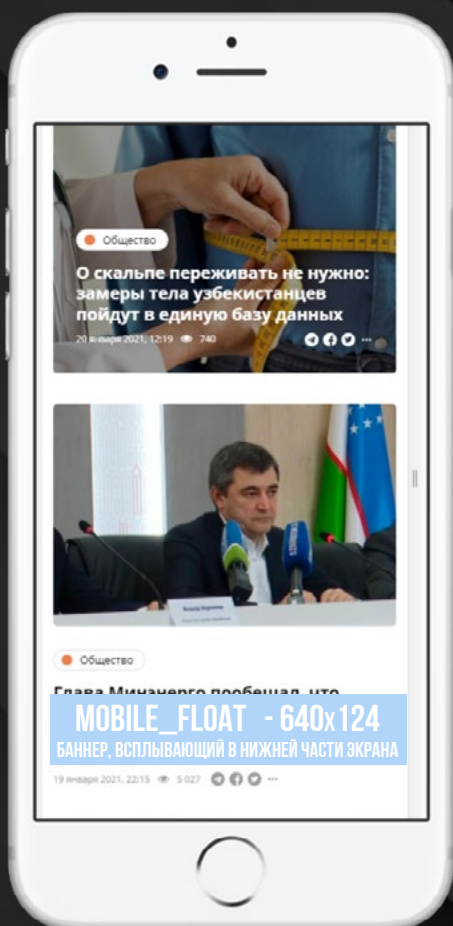 Общество
О скальпе переживать не нужно:
замеры тела узбекистанцев
пойдут в единую базу данных
20 января 2021, 12:19 740
Общество
Глава Минэнерго пообещал, что
MOBILE_FLOAT - 640x124
БАННЕР, ВСПЛЫВАЮЩИЙ В НИЖНЕЙ ЧАСТИ ЭКРАНА
19 января 2021, 22:15 5 027